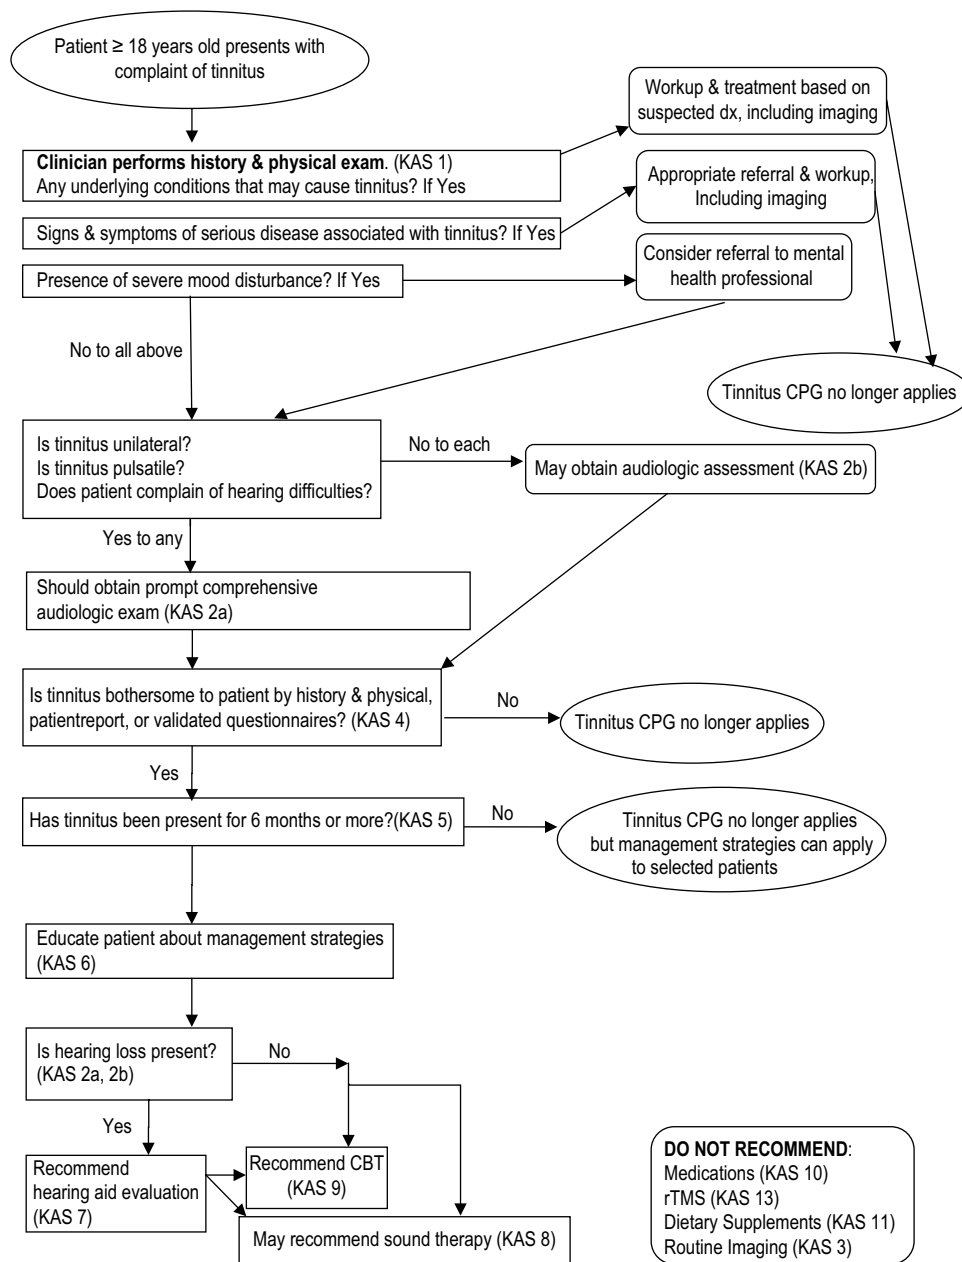 Patient ≥ 18 years old presents with
complaint of tinnitus
Workup & treatment based on
suspected dx, including imaging
Clinician performs history & physical exam. (KAS 1)
Any underlying conditions that may cause tinnitus? If Yes
Appropriate referral & workup,
Including imaging
Signs & symptoms of serious disease associated with tinnitus? If Yes
Consider referral to mental
health professional
Presence of severe mood disturbance? If Yes
No to all above
Tinnitus CPG no longer applies
Is tinnitus unilateral?
Is tinnitus pulsatile?
Does patient complain of hearing difficulties?
No to each
May obtain audiologic assessment (KAS 2b)
Yes to any
Should obtain prompt comprehensive
audiologic exam (KAS 2a)
Is tinnitus bothersome to patient by history & physical,
patientreport, or validated questionnaires? (KAS 4)
No
Tinnitus CPG no longer applies
Yes
Has tinnitus been present for 6 months or more?(KAS 5)
No
Tinnitus CPG no longer applies
but management strategies can apply
to selected patients
Educate patient about management strategies
(KAS 6)
Is hearing loss present?
(KAS 2a, 2b)
No
Yes
Recommend
hearing aid evaluation
(KAS 7)
Recommend CBT
(KAS 9)
May recommend sound therapy (KAS 8)
DO NOT RECOMMEND:
Medications (KAS 10)
rTMS (KAS 13)
Dietary Supplements (KAS 11)
Routine Imaging (KAS 3)